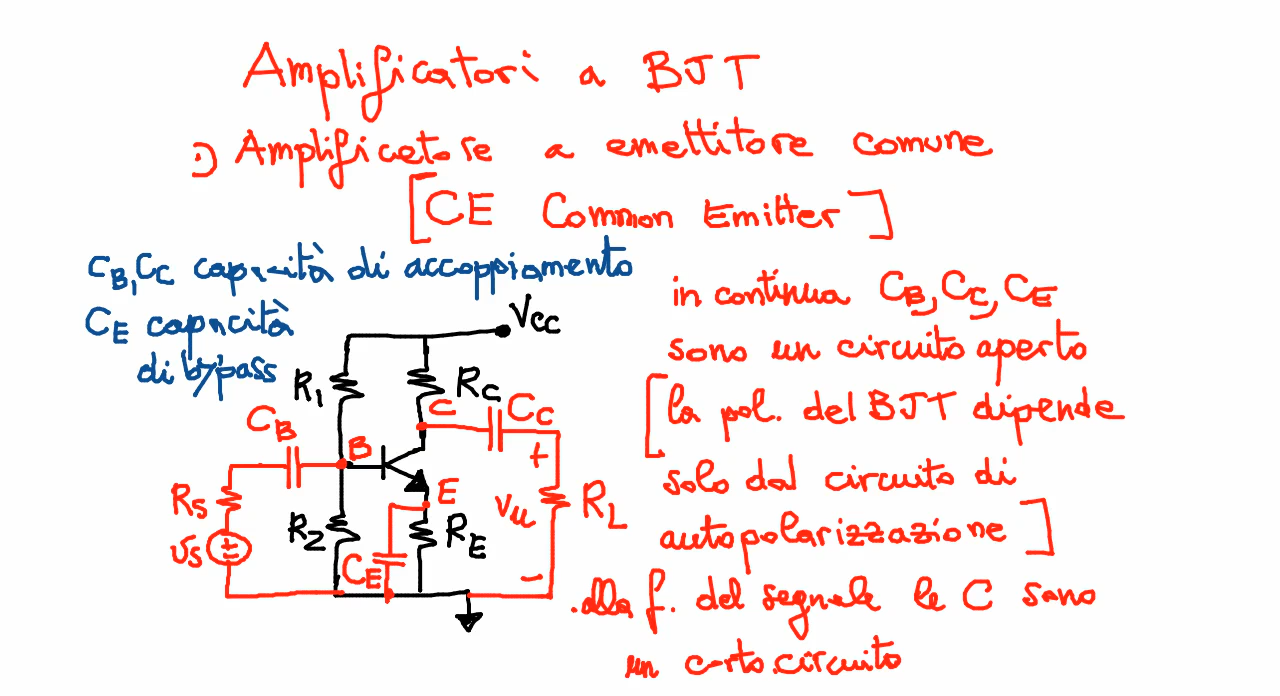 Amplificatori a BJT
·) Amplificatore a emettitore comune
[CE Common Emitter]
CB, CC capacità di accoppiamento
CE capacità
di bypass
in continua CB, CC, CE
sono un circuito aperto
[la pol. del BJT dipende
solo dal circuito di
autopolarizzazione]
.alla f. del segnale le C sono
un corto.circuito
VCC
R1
RC
C
CC
CB
B
+
E
RS
R2
RE
vu
RL
vs
CE
−